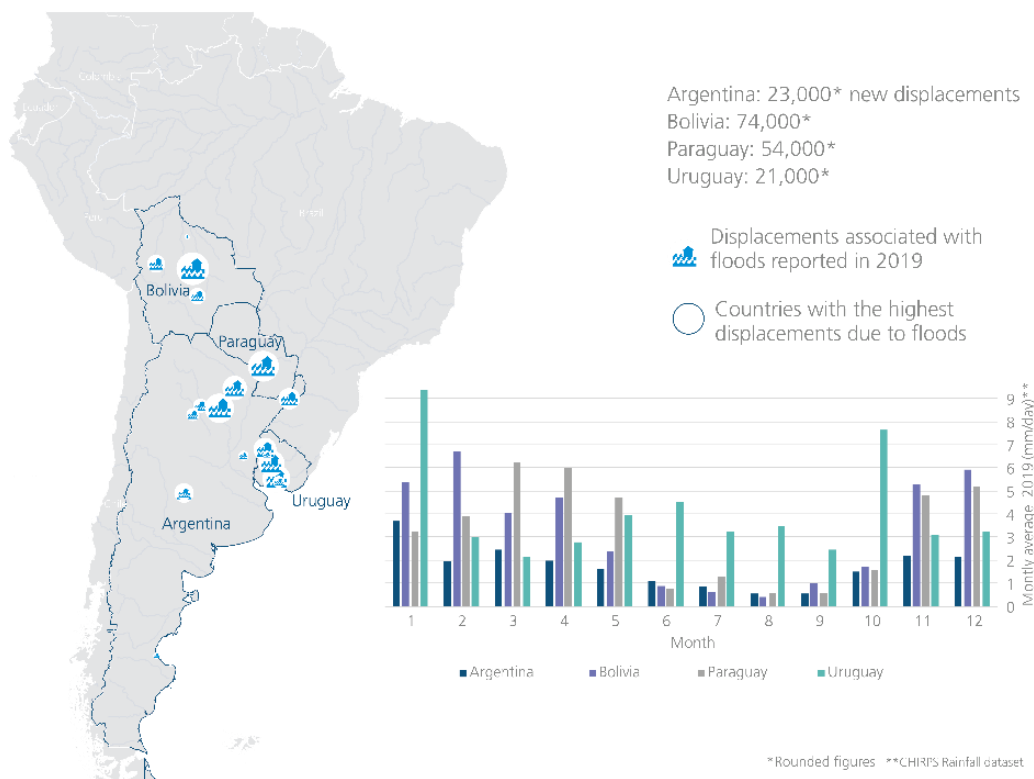 Colombia
Ecuador
Peru
Brazil
Bolivia
Paraguay
Uruguay
Argentina
Argentina: 23,000* new displacements
Bolivia: 74,000*
Paraguay: 54,000*
Uruguay: 21,000*
Displacements associated with
floods reported in 2019
Countries with the highest
displacements due to floods
9
8
7
6
5
4
3
2
1
0
Montly average 2019 (mm/day)**
1 2 3 4 5 6 7 8 9 10 11 12
Month
Argentina Bolivia Paraguay Uruguay
*Rounded figures **CHIRPS Rainfall dataset